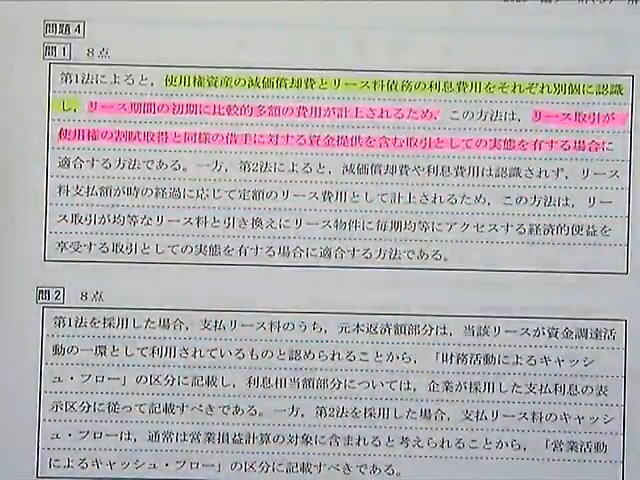 問題4
問1 8点
第1法によると，使用権資産の減価償却費とリース料債務の利息費用をそれぞれ別個に認識
し，リース期間の初期に比較的多額の費用が計上されるため，この方法は，リース取引が
使用権の割賦取得と同様の借手に対する資金提供を含む取引としての実態を有する場合に
適合する方法である。一方，第2法によると，減価償却費や利息費用は認識されず，リース
料支払額が時の経過に応じて定額のリース費用として計上されるため，この方法は，リー
ス取引が均等なリース料と引き換えにリース物件に毎期均等にアクセスする経済的便益を
享受する取引としての実態を有する場合に適合する方法である。
問2 8点
第1法を採用した場合，支払リース料のうち，元本返済額部分は，当該リースが資金調達活
動の一環として利用されているものと認められることから，「財務活動によるキャッシ
ュ・フロー」の区分に記載し，利息相当額部分については，企業が採用した支払利息の表
示区分に従って記載すべきである。一方，第2法を採用した場合，支払リース料のキャッシ
ュ・フローは，通常は営業損益計算の対象に含まれると考えられることから，「営業活動
によるキャッシュ・フロー」の区分に記載すべきである。